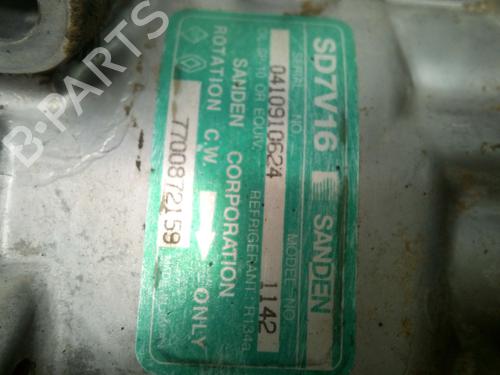 SD7V16 SANDEN
SERIAL NO. MODEL NO.
0410910624 1142
OIL SP-10 OR EQUIV. REFRIGERANT: R134a
SANDEN CORPORATION
ROTATION C.W. ONLY
7700872159
B-PARTS